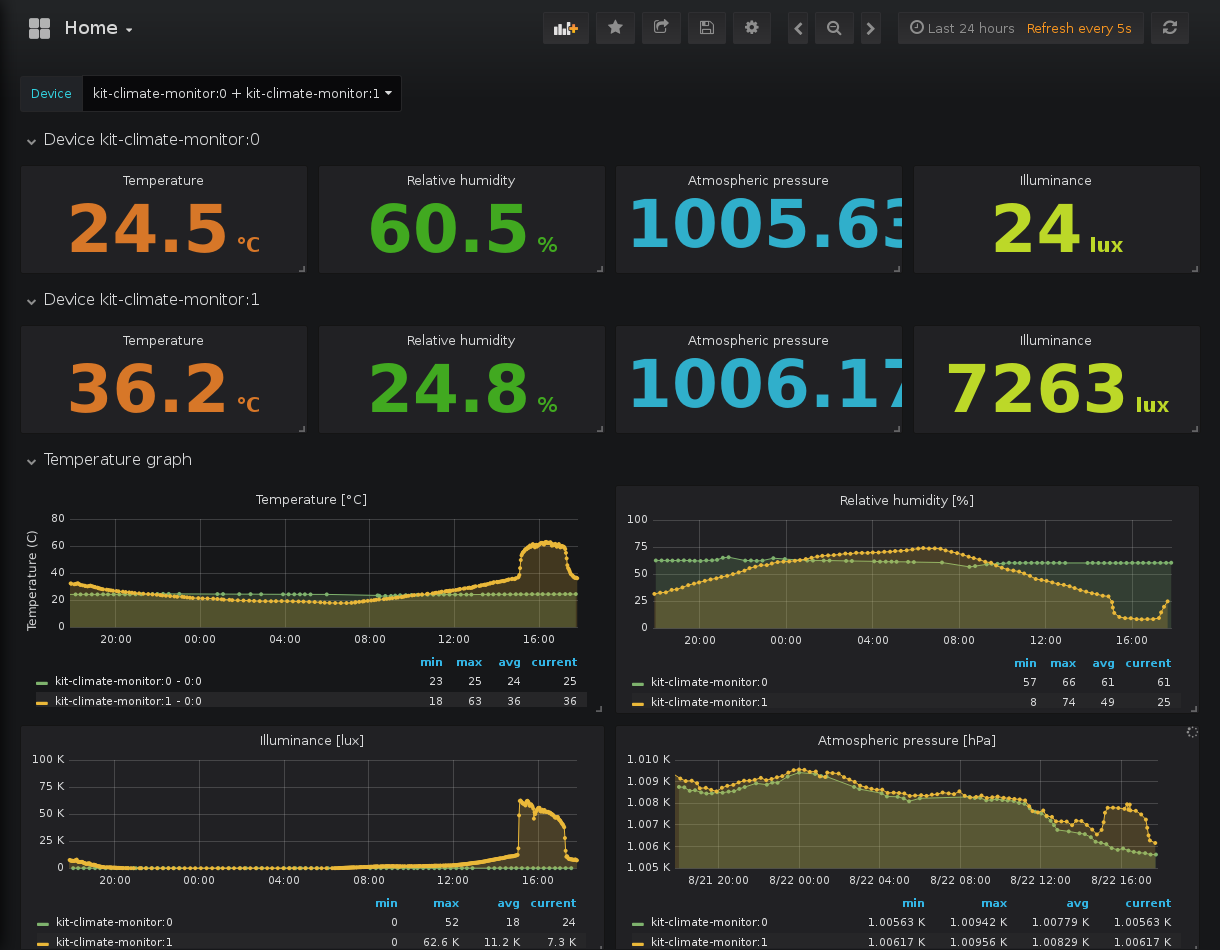 Home
Last 24 hours Refresh every 5s
Device kit-climate-monitor:0 + kit-climate-monitor:1
Device kit-climate-monitor:0
Temperature Relative humidity Atmospheric pressure Illuminance
24.5 °C 60.5 % 1005.63 24 lux
Device kit-climate-monitor:1
Temperature Relative humidity Atmospheric pressure Illuminance
36.2 °C 24.8 % 1006.17 7263 lux
Temperature graph
Temperature [°C]
Temperature (C)
80
60
40
20
0
20:00 00:00 04:00 08:00 12:00 16:00
min max avg current
kit-climate-monitor:0 - 0:0 23 25 24 25
kit-climate-monitor:1 - 0:0 18 63 36 36
Relative humidity [%]
100
75
50
25
0
20:00 00:00 04:00 08:00 12:00 16:00
min max avg current
kit-climate-monitor:0 57 66 61 61
kit-climate-monitor:1 8 74 49 25
Illuminance [lux]
100 K
75 K
50 K
25 K
0
20:00 00:00 04:00 08:00 12:00 16:00
min max avg current
kit-climate-monitor:0 0 52 18 24
kit-climate-monitor:1 0 62.6 K 11.2 K 7.3 K
Atmospheric pressure [hPa]
1.010 K
1.009 K
1.008 K
1.007 K
1.006 K
1.005 K
8/21 20:00 8/22 00:00 8/22 04:00 8/22 08:00 8/22 12:00 8/22 16:00
min max avg current
kit-climate-monitor:0 1.00563 K 1.00942 K 1.00779 K 1.00563 K
kit-climate-monitor:1 1.00617 K 1.00956 K 1.00829 K 1.00617 K